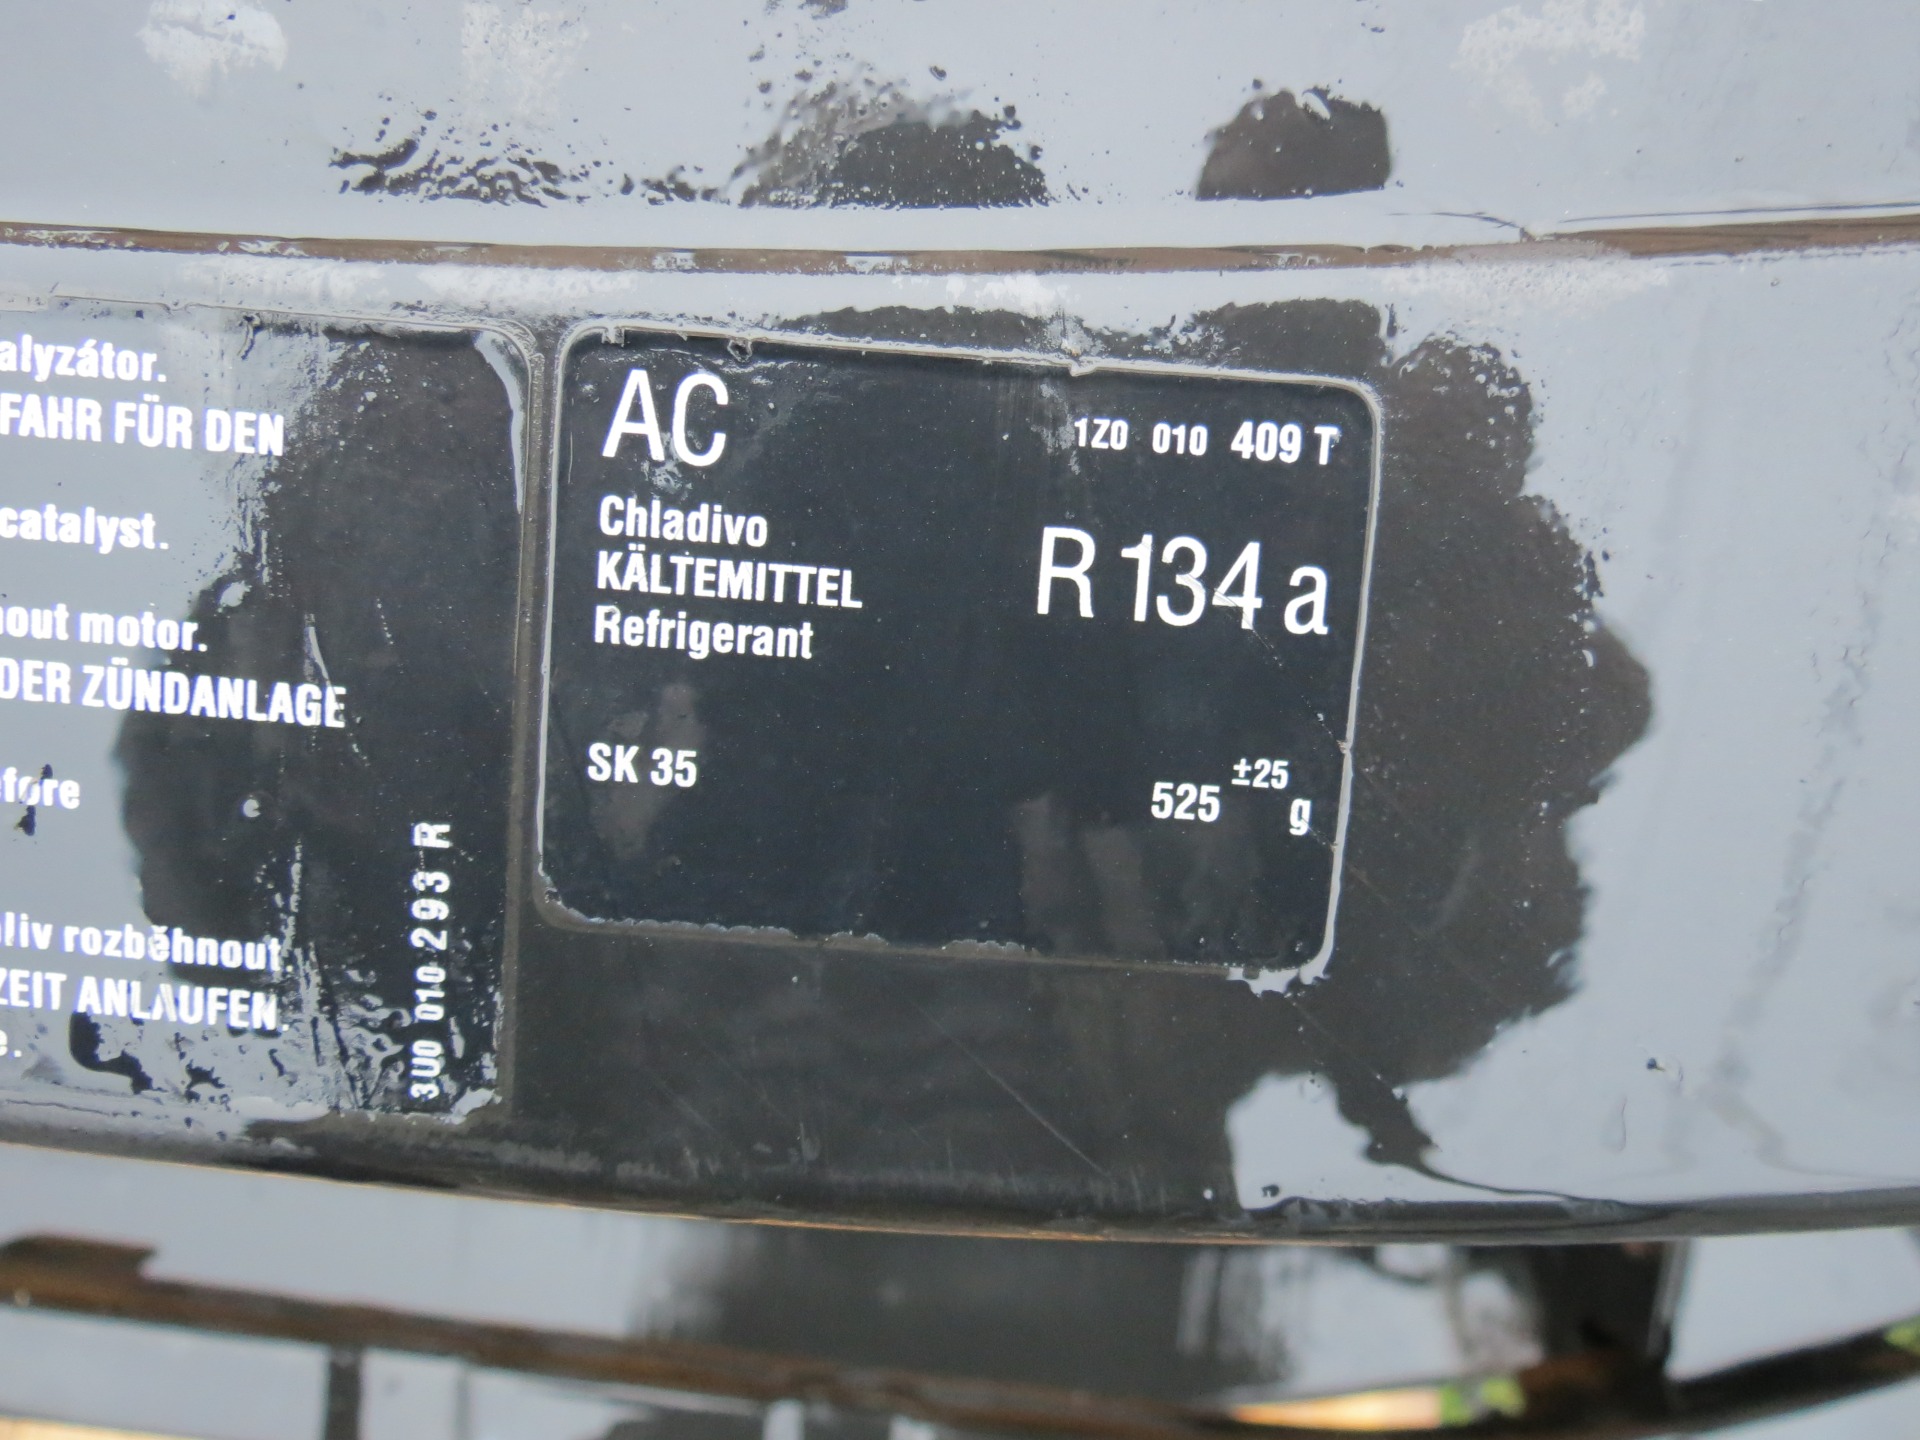 alyzátor.
FAHR FÜR DEN
catalyst.
hout motor.
DER ZÜNDANLAGE
efore
liv rozběhnout.
ZEIT ANLAUFEN.
e.
3U0 010 293 R
AC
1Z0 010 409 T
Chladivo
KÄLTEMITTEL
Refrigerant
R 134 a
SK 35
525 ±25 g